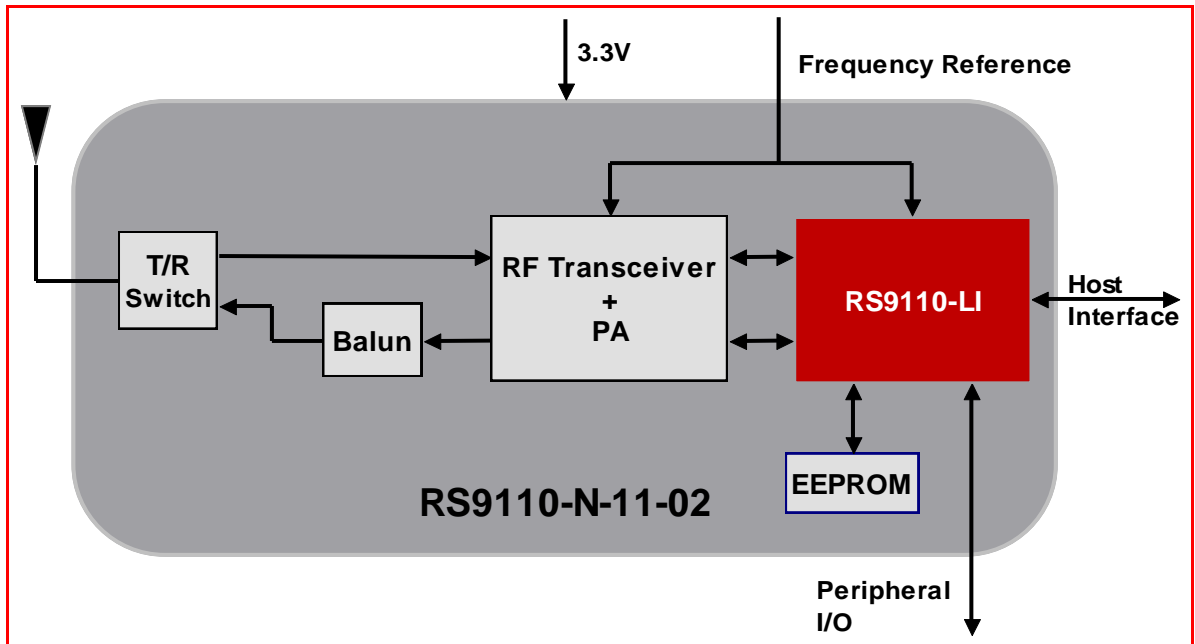 3.3V
Frequency Reference
T/R
Switch
Balun
RF Transceiver
+
PA
RS9110-LI
Host
Interface
EEPROM
RS9110-N-11-02
Peripheral
I/O